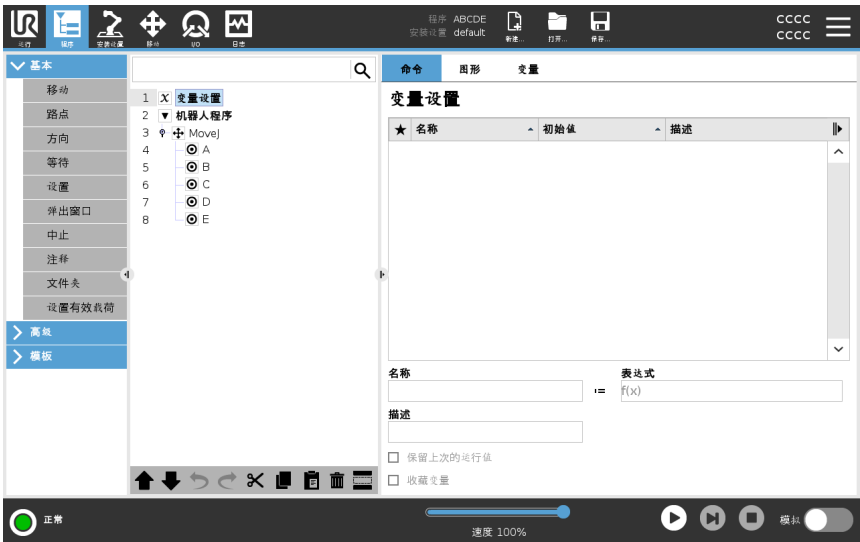 UR
运行
程序
安装设置
移动
I/O
日志
程序 ABCDE
安装设置 default
新建...
打开...
保存...
CCCC
CCCC
基本
移动
路点
方向
等待
设置
弹出窗口
中止
注释
文件夹
设置有效载荷
高级
模板
1 x 变量设置
2 ▼ 机器人程序
3 MoveJ
4 A
5 B
6 C
7 D
8 E
命令 图形 变量
变量设置
★ 名称 初始值 描述
名称 表达式
:= f(x)
描述
保留上次的运行值
收藏变量
正常
速度 100%
模拟